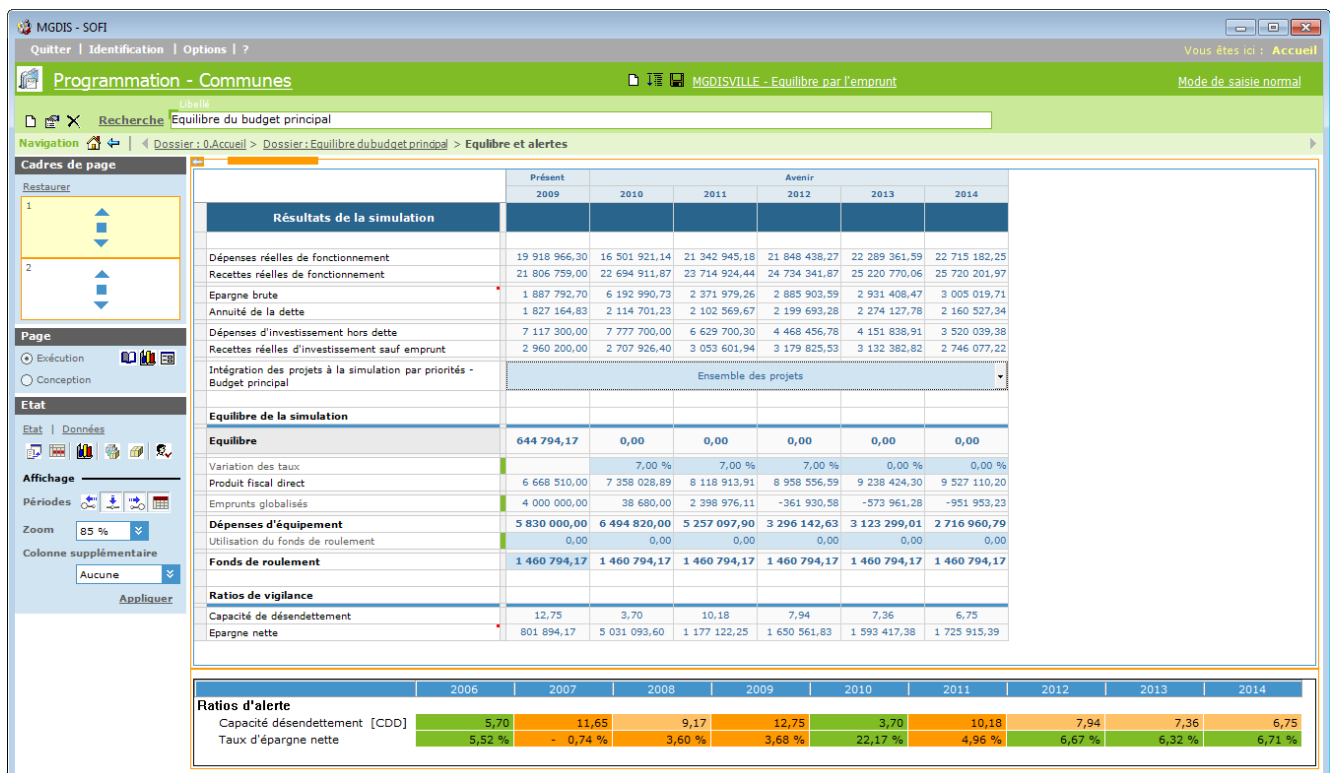 MGDIS - SOFI
Quitter | Identification | Options | ?
Vous êtes ici : Accueil
Programmation - Communes
MGDISVILLE - Equilibre par l'emprunt
Mode de saisie normal
Libellé
Recherche Equilibre du budget principal
Navigation Dossier : 0.Accueil > Dossier : Equilibre du budget principal > Equlibre et alertes
Cadres de page
Restaurer
1
2
Page
Exécution
Conception
Etat
Etat | Données
Affichage
Périodes
Zoom 85 %
Colonne supplémentaire
Aucune
Appliquer
Présent Avenir
2009 2010 2011 2012 2013 2014
Résultats de la simulation
Dépenses réelles de fonctionnement 19 918 966,30 16 501 921,14 21 342 945,18 21 848 438,27 22 289 361,59 22 715 182,25
Recettes réelles de fonctionnement 21 806 759,00 22 694 911,87 23 714 924,44 24 734 341,87 25 220 770,06 25 720 201,97
Epargne brute 1 887 792,70 6 192 990,73 2 371 979,26 2 885 903,59 2 931 408,47 3 005 019,71
Annuité de la dette 1 827 164,83 2 114 701,23 2 102 569,67 2 199 693,28 2 274 127,78 2 160 527,34
Dépenses d'investissement hors dette 7 117 300,00 7 777 700,00 6 629 700,30 4 468 456,78 4 151 838,91 3 520 039,38
Recettes réelles d'investissement sauf emprunt 2 960 200,00 2 707 926,40 3 053 601,94 3 179 825,53 3 132 382,82 2 746 077,22
Intégration des projets à la simulation par priorités -
Budget principal
Ensemble des projets
Equilibre de la simulation
Equilibre 644 794,17 0,00 0,00 0,00 0,00 0,00
Variation des taux 7,00 % 7,00 % 7,00 % 0,00 % 0,00 %
Produit fiscal direct 6 668 510,00 7 358 028,89 8 118 913,91 8 958 556,59 9 238 424,30 9 527 110,20
Emprunts globalisés 4 000 000,00 38 680,00 2 398 976,11 -361 930,58 -573 961,28 -951 953,23
Dépenses d'équipement 5 830 000,00 6 494 820,00 5 257 097,90 3 296 142,63 3 123 299,01 2 716 960,79
Utilisation du fonds de roulement 0,00 0,00 0,00 0,00 0,00 0,00
Fonds de roulement 1 460 794,17 1 460 794,17 1 460 794,17 1 460 794,17 1 460 794,17 1 460 794,17
Ratios de vigilance
Capacité de désendettement 12,75 3,70 10,18 7,94 7,36 6,75
Epargne nette 801 894,17 5 031 093,60 1 177 122,25 1 650 561,83 1 593 417,38 1 725 915,39
2006 2007 2008 2009 2010 2011 2012 2013 2014
Ratios d'alerte
Capacité désendettement [CDD] 5,70 11,65 9,17 12,75 3,70 10,18 7,94 7,36 6,75
Taux d'épargne nette 5,52 % - 0,74 % 3,60 % 3,68 % 22,17 % 4,96 % 6,67 % 6,32 % 6,71 %